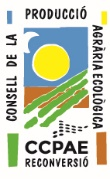 CONSELL DE LA
PRODUCCIÓ
AGRÀRIA ECOLÒGICA
CCPAE
RECONVERSIÓ